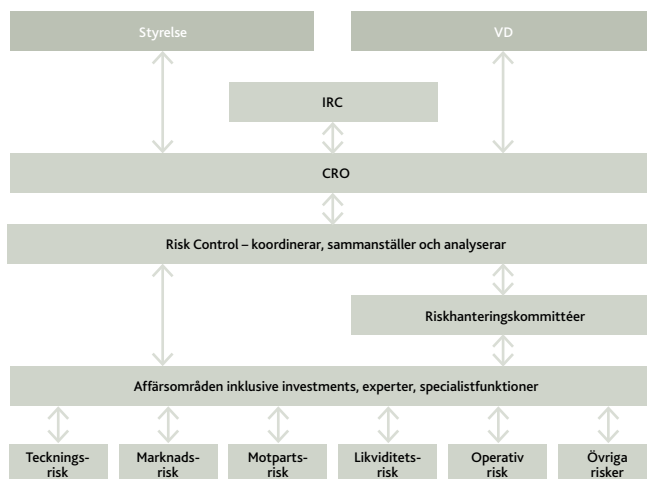 Styrelse
VD
IRC
CRO
Risk Control – koordinerar, sammanställer och analyserar
Riskhanteringskommittéer
Affärsområden inklusive investments, experter, specialistfunktioner
Tecknings-
risk
Marknads-
risk
Motparts-
risk
Likviditets-
risk
Operativ
risk
Övriga
risker